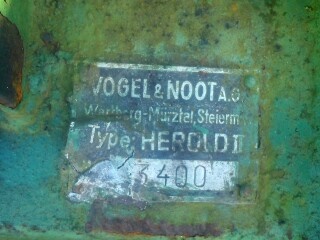 VOGEL & NOOT A.G
Wartberg-Mürztal, Steierm
Type: HEROLD II
3400